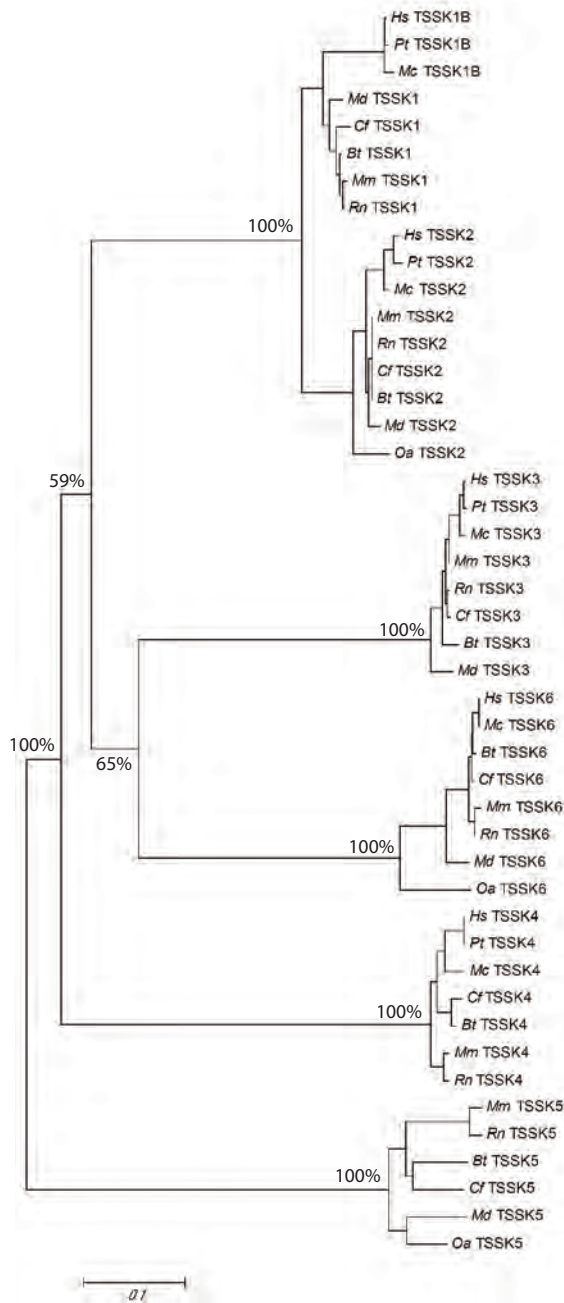 Hs TSSK1B
Pt TSSK1B
Mc TSSK1B
Md TSSK1
Cf TSSK1
Bt TSSK1
Mm TSSK1
Rn TSSK1
100%
Hs TSSK2
Pt TSSK2
Mc TSSK2
Mm TSSK2
Rn TSSK2
Cf TSSK2
Bt TSSK2
Md TSSK2
Oa TSSK2
59%
Hs TSSK3
Pt TSSK3
Mc TSSK3
Mm TSSK3
Rn TSSK3
Cf TSSK3
100%
Bt TSSK3
Md TSSK3
Hs TSSK6
Mc TSSK6
100%
Bt TSSK6
65%
Cf TSSK6
Mm TSSK6
Rn TSSK6
100%
Md TSSK6
Oa TSSK6
Hs TSSK4
Pt TSSK4
Mc TSSK4
Cf TSSK4
100%
Bt TSSK4
Mm TSSK4
Rn TSSK4
Mm TSSK5
Rn TSSK5
Bt TSSK5
100%
Cf TSSK5
Md TSSK5
Oa TSSK5
0.1